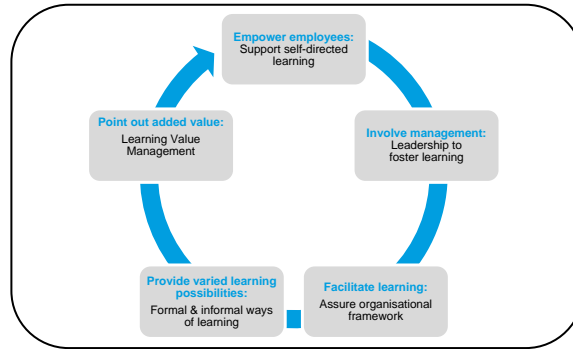 Empower employees:
Support self-directed
learning
Involve management:
Leadership to
foster learning
Facilitate learning:
Assure organisational
framework
Provide varied learning
possibilities:
Formal & informal ways
of learning
Point out added value:
Learning Value
Management